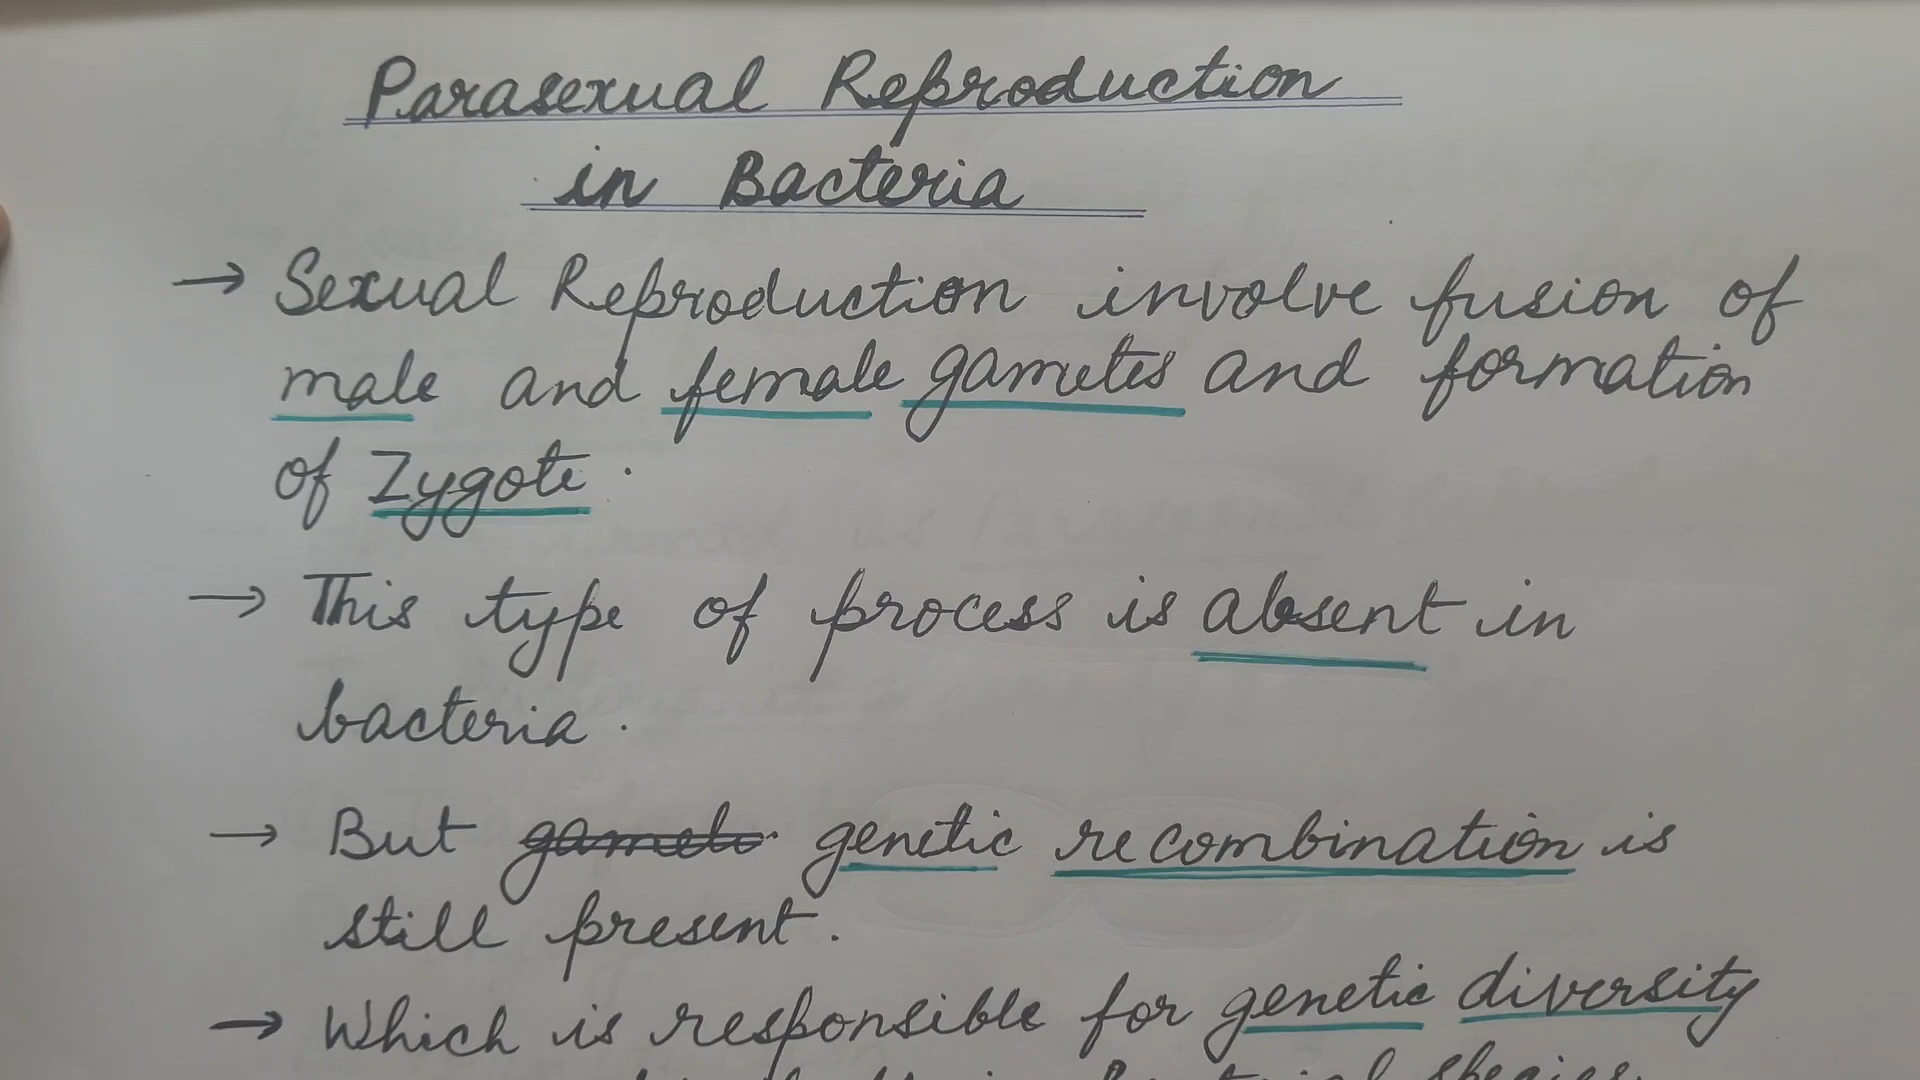 Parasexual Reproduction
in Bacteria
→ Sexual Reproduction involve fusion of
male and female gametes and formation
of Zygote.
→ This type of process is absent in
bacteria.
→ But genetic recombination is
still present.
→ Which is responsible for genetic diversity